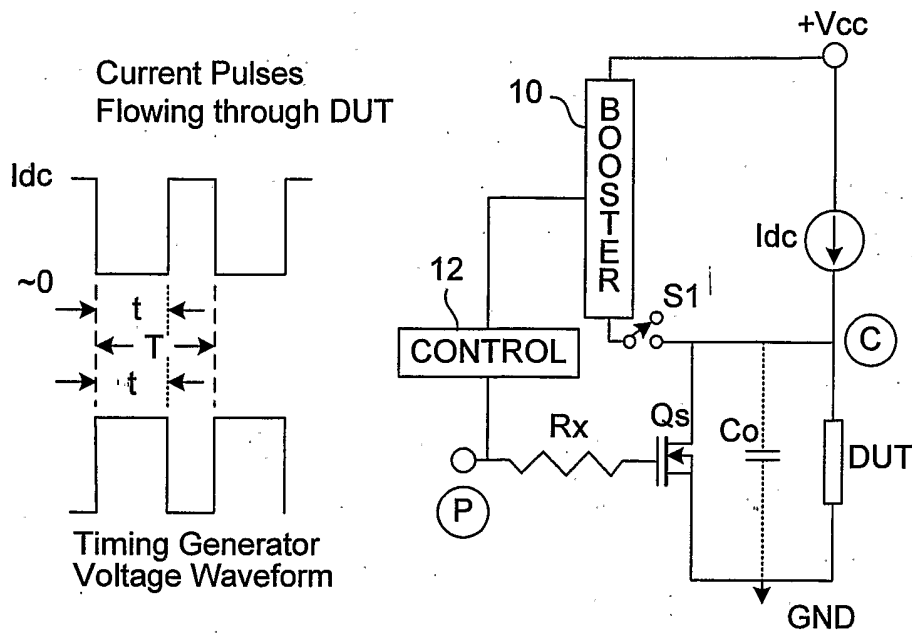 Current Pulses
Flowing through DUT
Idc
~0
t
T
t
Timing Generator
Voltage Waveform
+Vcc
10
BOOSTER
Idc
12
S1
CONTROL
C
Rx
Qs
Co
DUT
P
GND